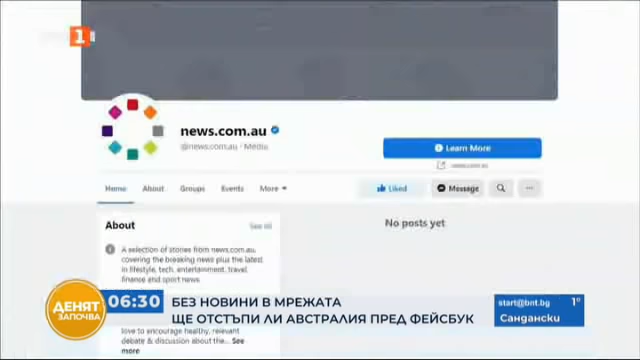 1
news.com.au
@news.com.au · Media
Learn More
Home About Groups Events More
Liked Message
About See all
No posts yet
A selection of stories from news.com.au,
covering the breaking news plus the latest
in lifestyle, tech, entertainment, travel
finance and sport news.
ДЕНЯТ
ЗАПОЧВА
06:30
БЕЗ НОВИНИ В МРЕЖАТА
ЩЕ ОТСТЪПИ ЛИ АВСТРАЛИЯ ПРЕД ФЕЙСБУК
start@bnt.bg 1°
Сандански
love to encourage healthy, relevant
debate & discussion about the... See
more